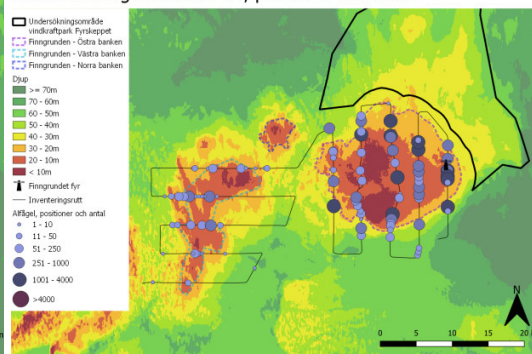 Undersökningsområde
vindkraftpark Fyrskeppet
Finngrunden - Östra banken
Finngrunden - Västra banken
Finngrunden - Norra banken
Djup
>= 70m
70 - 60m
60 - 50m
50 - 40m
40 - 30m
30 - 20m
20 - 10m
< 10m
Finngrundet fyr
Inventeringsrutt
Alfågel, positioner och antal
1 - 10
11 - 50
51 - 250
251 - 1000
1001 - 4000
>4000
N
0 5 10 15 20